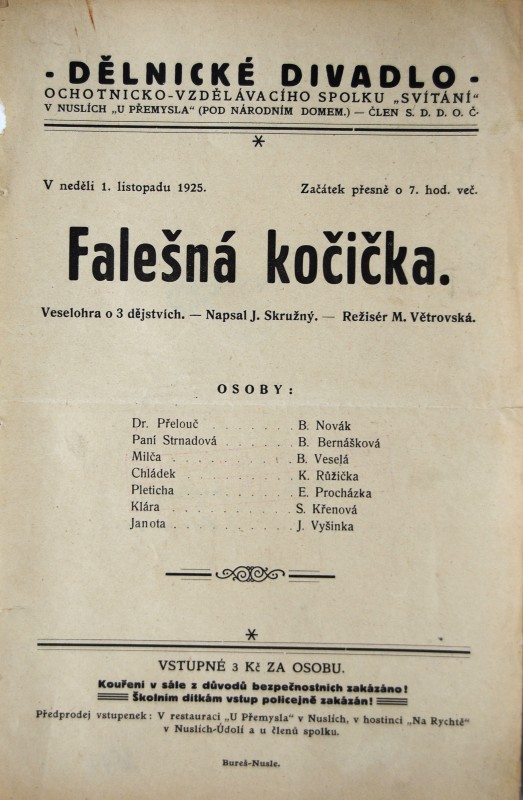 - DĚLNICKÉ DIVADLO -
OCHOTNICKO-VZDĚLÁVACÍHO SPOLKU „SVÍTÁNÍ"
V NUSLÍCH „U PŘEMYSLA" (POD NÁRODNÍM DOMEM.) — ČLEN S. D. D. O. Č.
V neděli 1. listopadu 1925. Začátek přesně o 7. hod. več.
Falešná kočička.
Veselohra o 3 dějstvích. — Napsal J. Skružný. — Režisér M. Větrovská.
OSOBY:
Dr. Přelouč . . . . . . . B. Novák
Paní Strnadová . . . . . . B. Bernášková
Milča . . . . . . . . . B. Veselá
Chládek . . . . . . . . K. Růžička
Pleticha . . . . . . . . E. Procházka
Klára . . . . . . . . . S. Křenová
Janota . . . . . . . . . J. Vyšinka
VSTUPNÉ 3 Kč ZA OSOBU.
Kouření v sále z důvodů bezpečnostních zakázáno!
Školním dítkám vstup policejně zakázán!
Předprodej vstupenek: V restauraci „U Přemysla" v Nuslích, v hostinci „Na Rychtě"
v Nuslích-Údolí a u členů spolku.
Bureš-Nusle.